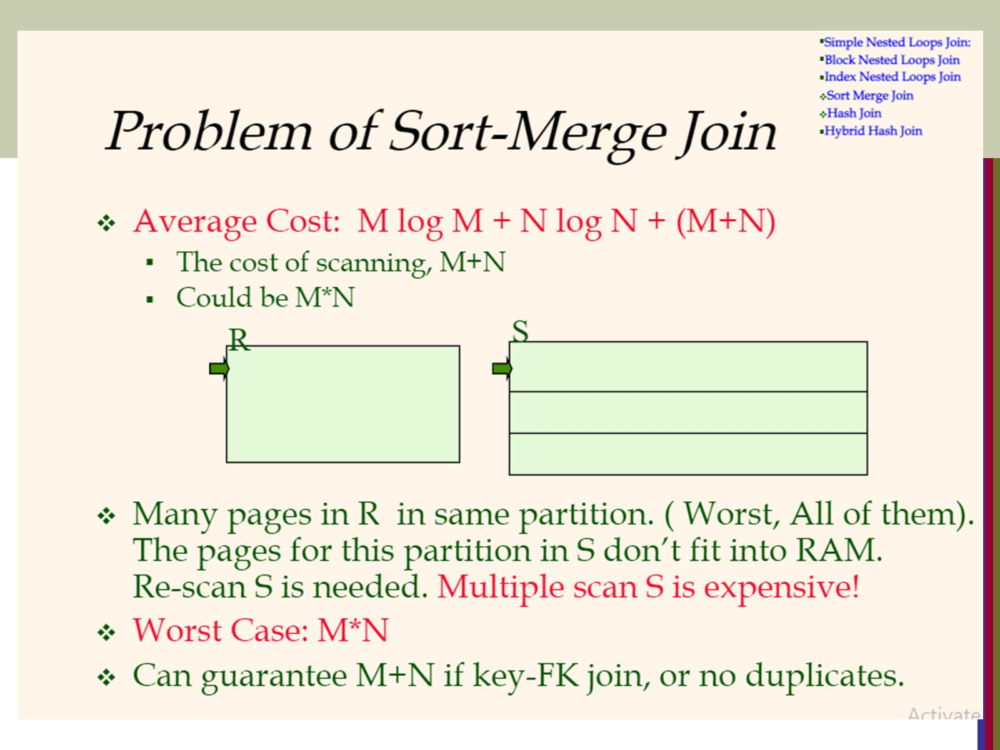 ▪Simple Nested Loops Join:
▪Block Nested Loops Join
▪Index Nested Loops Join
❖Sort Merge Join
❖Hash Join
▪Hybrid Hash Join
Problem of Sort-Merge Join
❖ Average Cost: M log M + N log N + (M+N)
▪ The cost of scanning, M+N
▪ Could be M*N
R
S
❖ Many pages in R in same partition. ( Worst, All of them).
The pages for this partition in S don’t fit into RAM.
Re-scan S is needed. Multiple scan S is expensive!
❖ Worst Case: M*N
❖ Can guarantee M+N if key-FK join, or no duplicates.
Activate